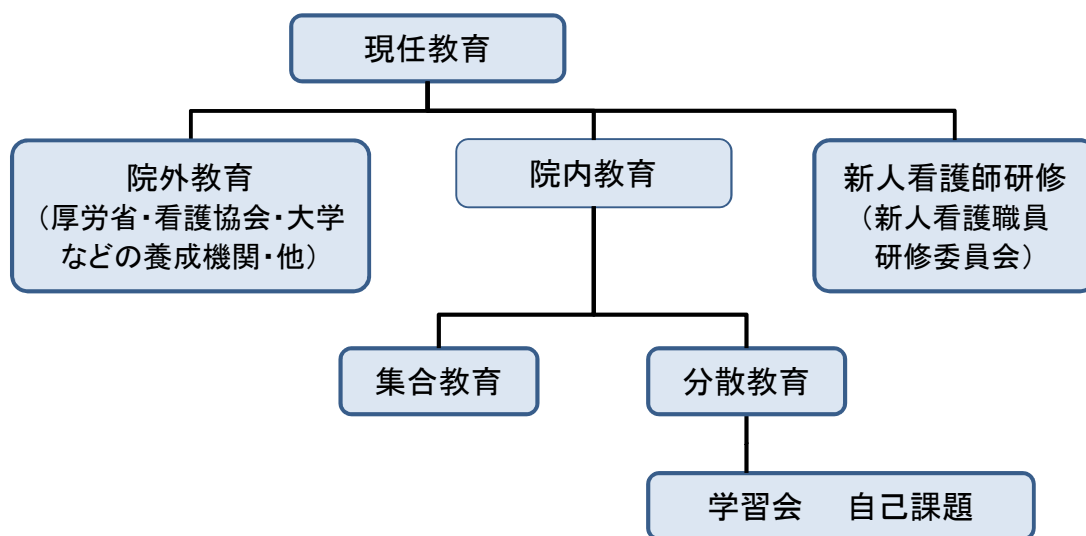 現任教育
院外教育
（厚労省・看護協会・大学
などの養成機関・他）
院内教育
新人看護師研修
（新人看護職員
研修委員会）
集合教育
分散教育
学習会　自己課題